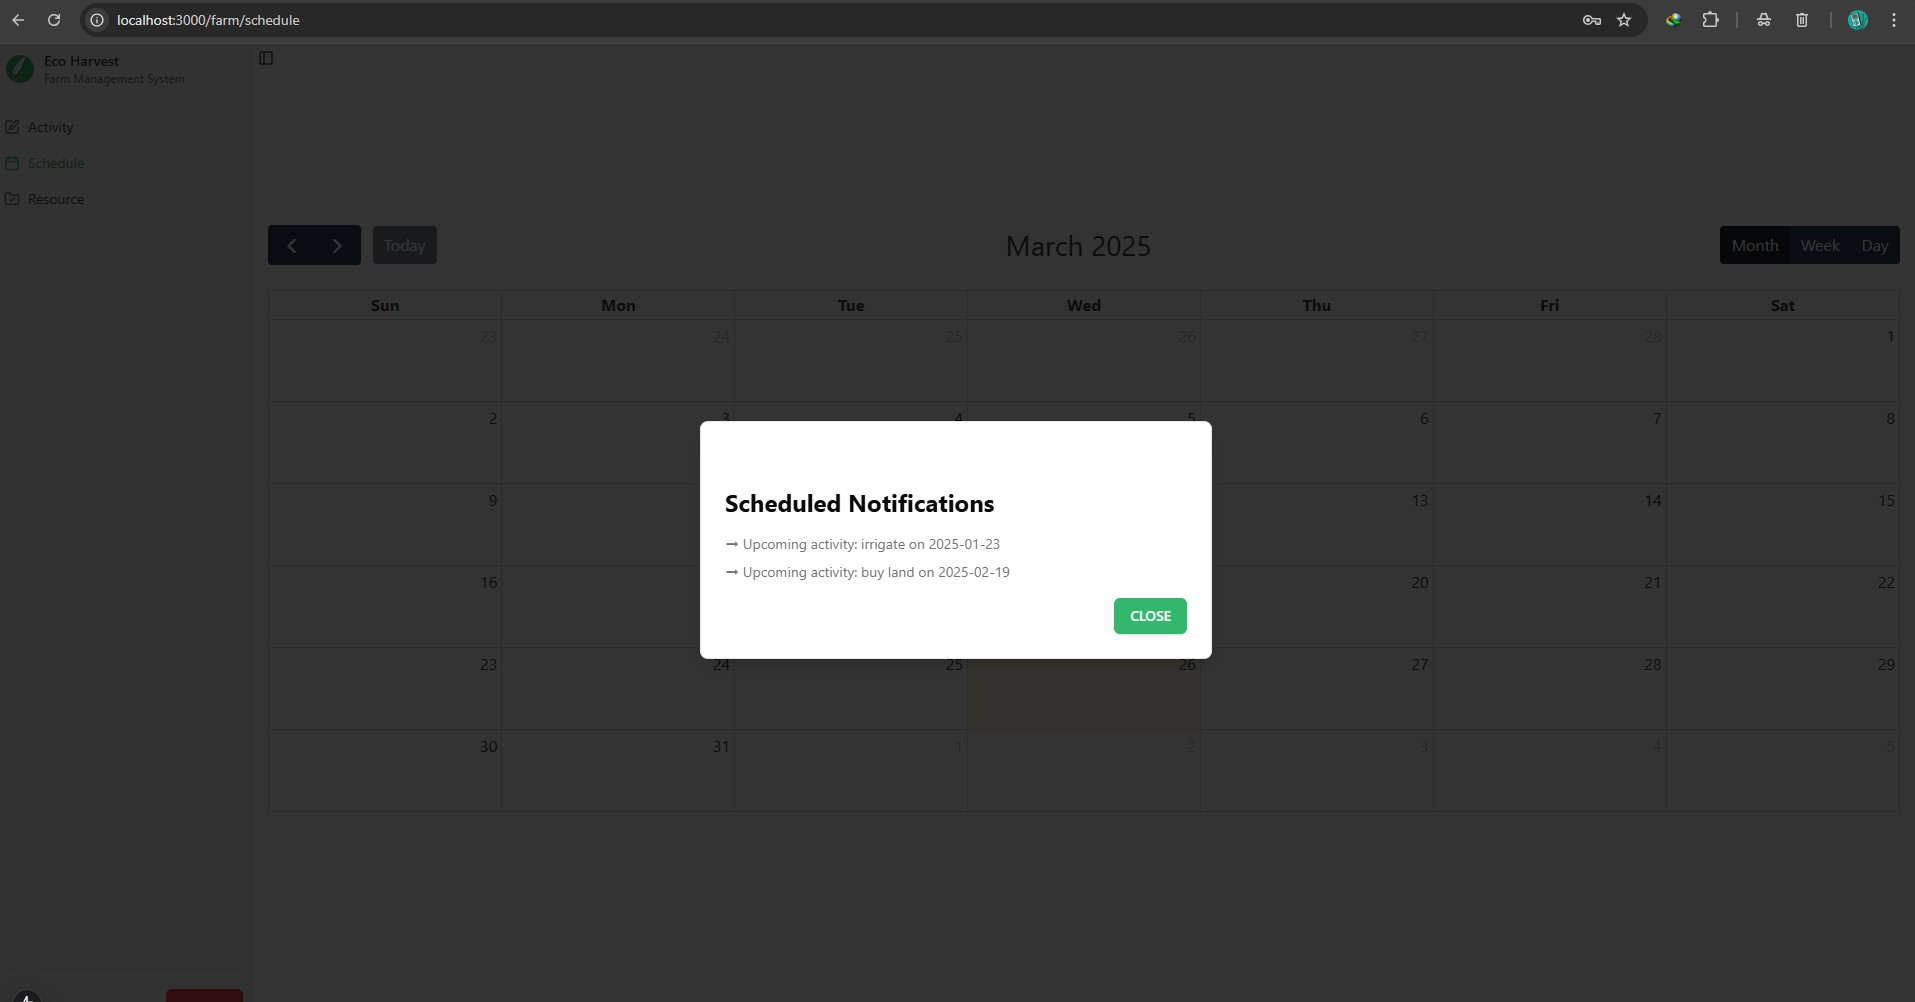 localhost:3000/farm/schedule
Eco Harvest
Farm Management System
Activity
Schedule
Resource
Today
March 2025
Month Week Day
Sun Mon Tue Wed Thu Fri Sat
23 24 25 26 27 28 1
2 3 4 5 6 7 8
9 13 14 15
16 20 21 22
23 24 25 26 27 28 29
30 31 1 2 3 4 5
Scheduled Notifications
→ Upcoming activity: irrigate on 2025-01-23
→ Upcoming activity: buy land on 2025-02-19
CLOSE